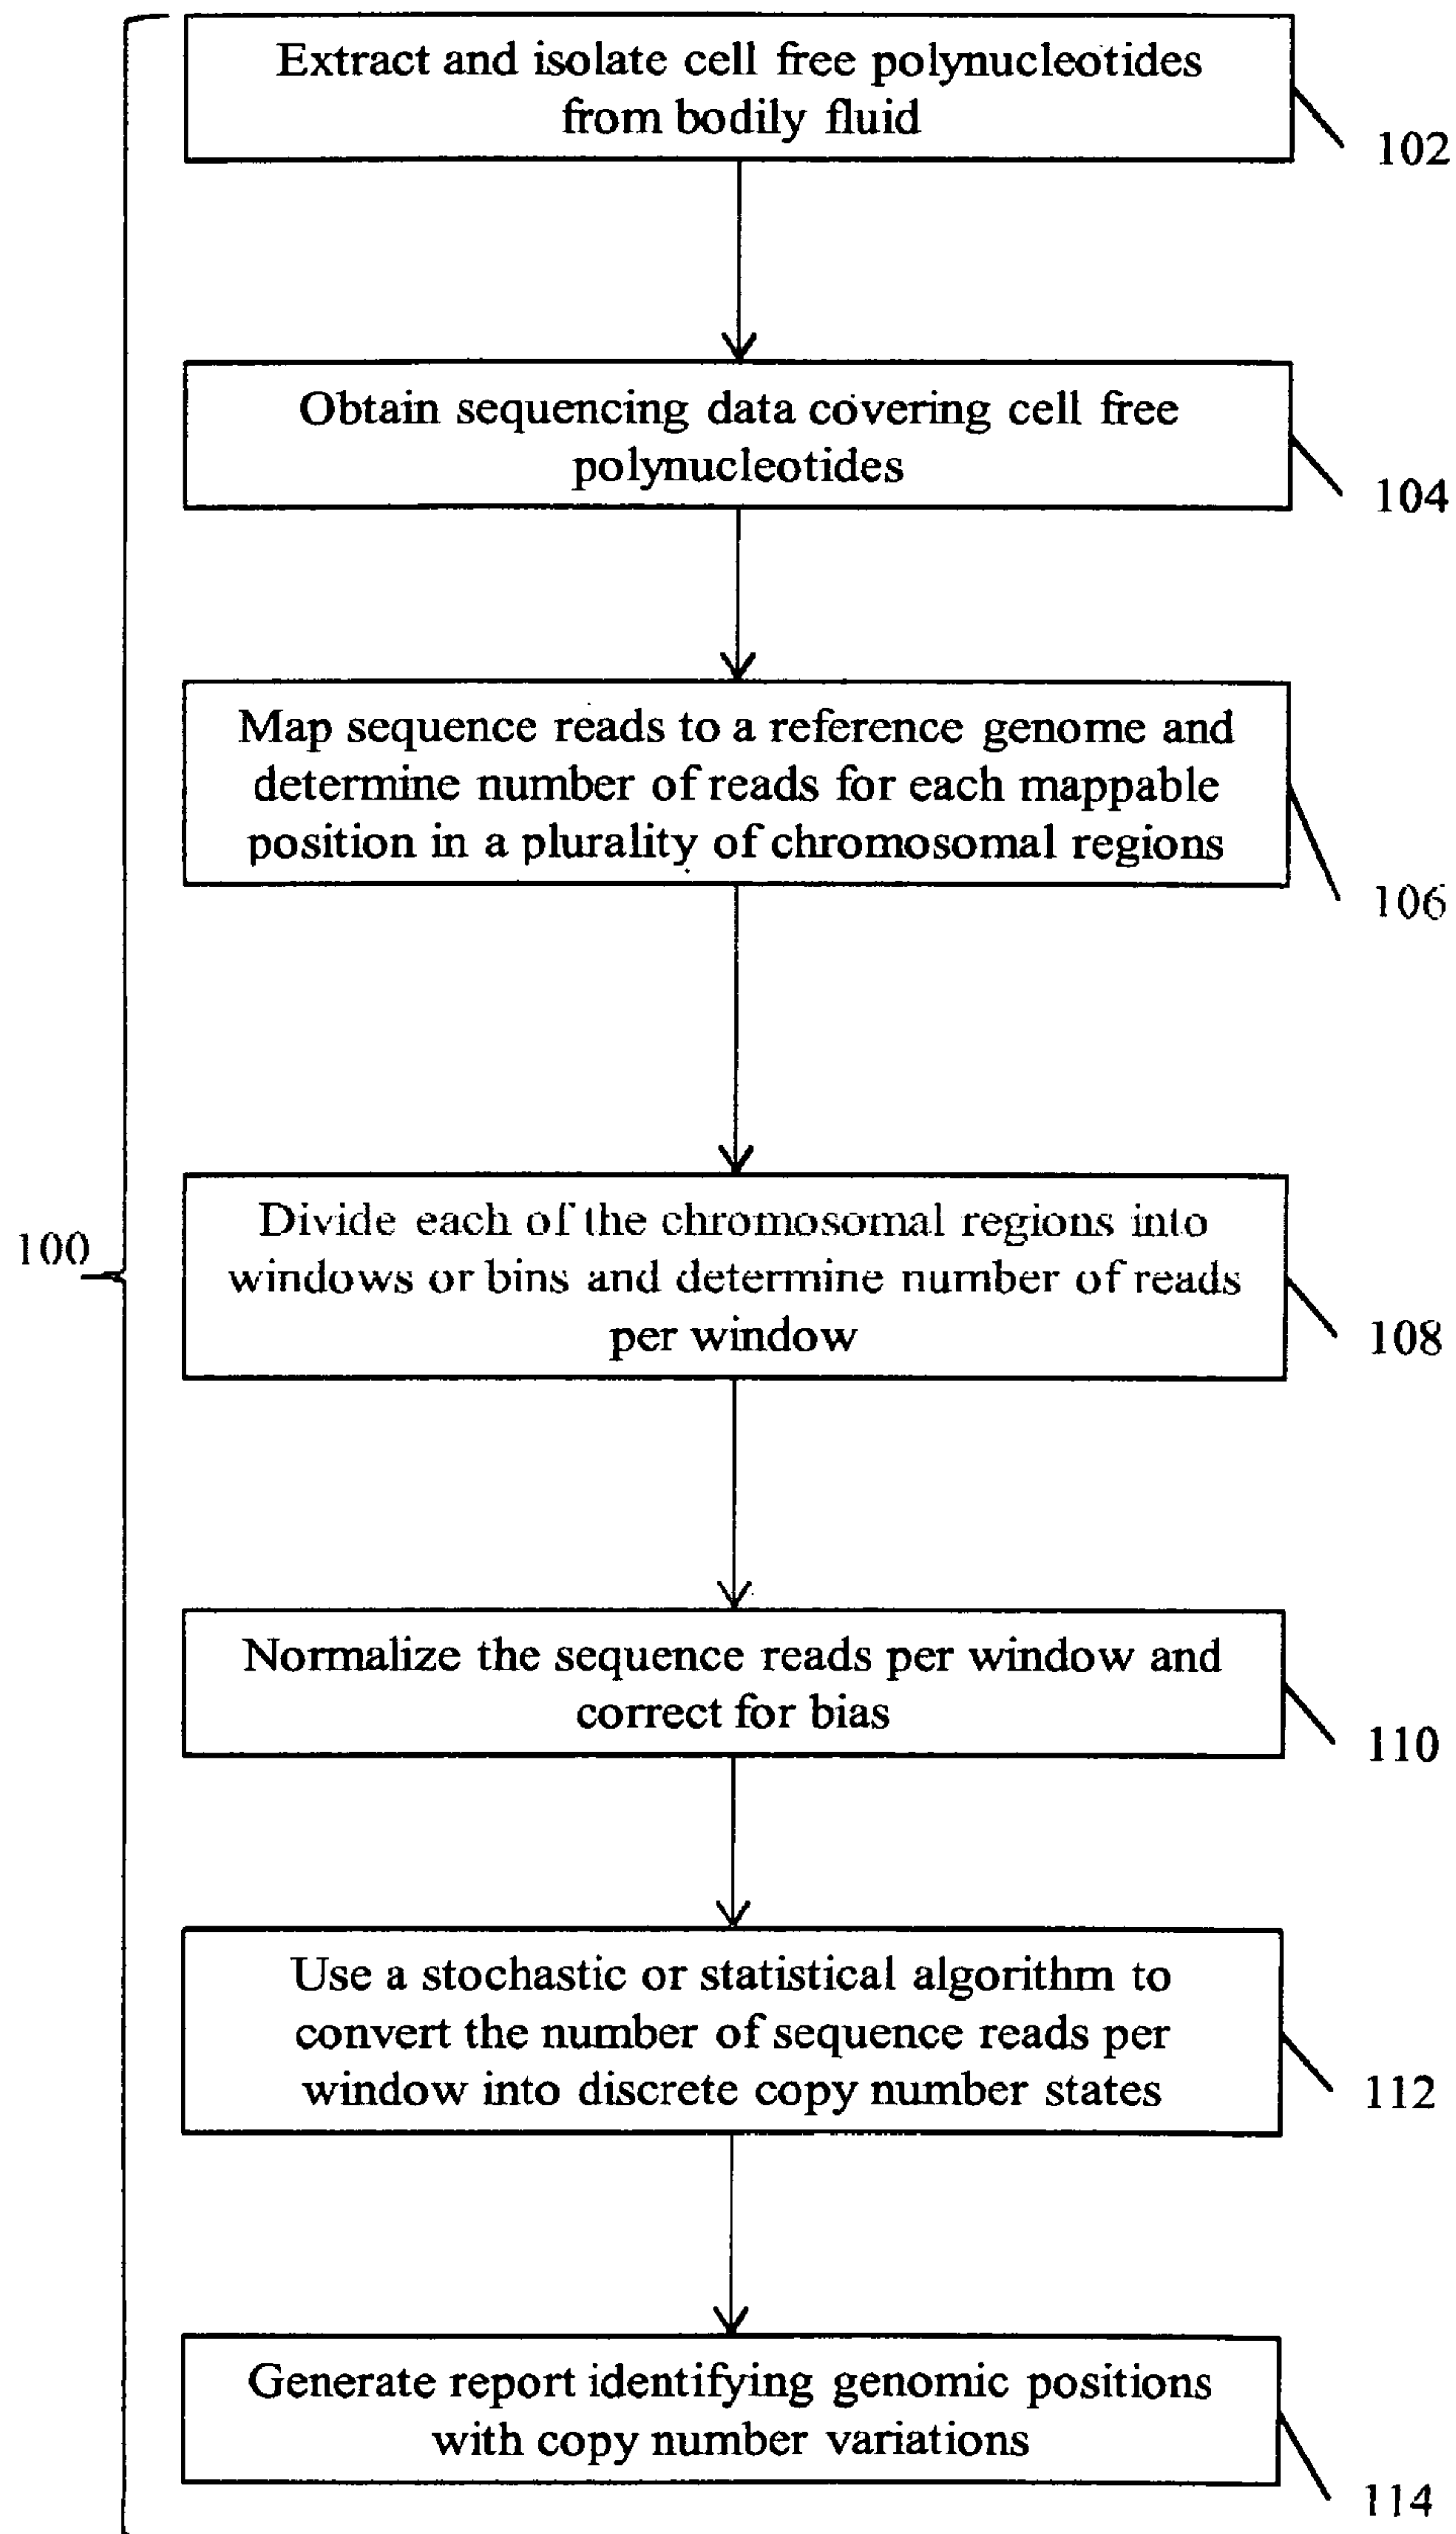 Extract and isolate cell free polynucleotides
from bodily fluid
102
Obtain sequencing data covering cell free
polynucleotides
104
Map sequence reads to a reference genome and
determine number of reads for each mappable
position in a plurality of chromosomal regions
106
100
Divide each of the chromosomal regions into
windows or bins and determine number of reads
per window
108
Normalize the sequence reads per window and
correct for bias
110
Use a stochastic or statistical algorithm to
convert the number of sequence reads per
window into discrete copy number states
112
Generate report identifying genomic positions
with copy number variations
114